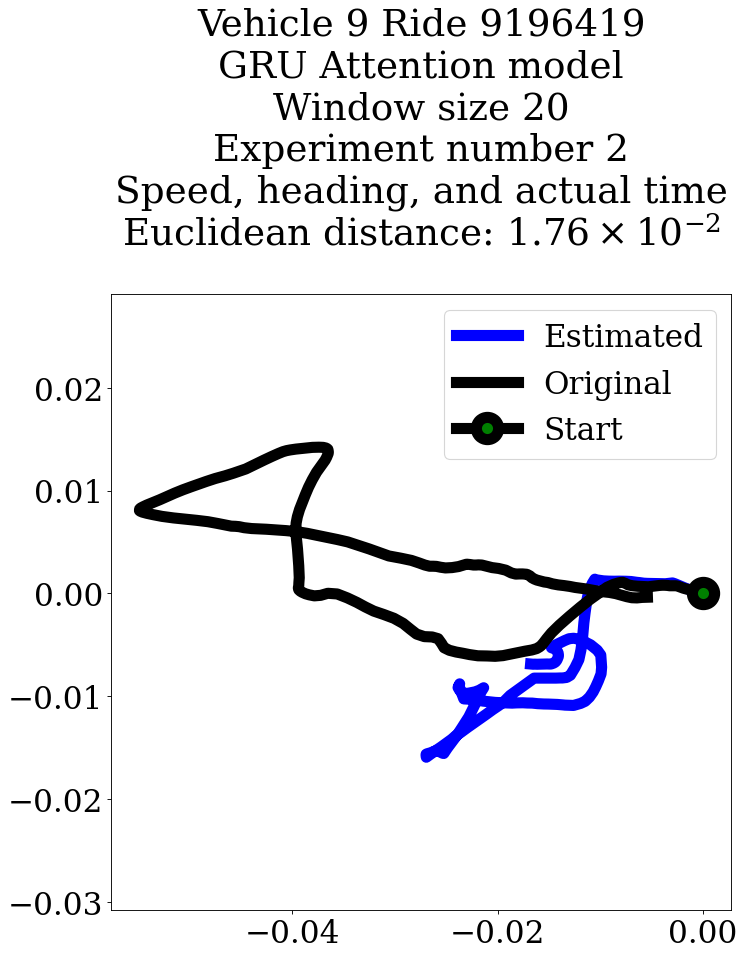 Vehicle 9 Ride 9196419
GRU Attention model
Window size 20
Experiment number 2
Speed, heading, and actual time
Euclidean distance: 1.76 × 10⁻²
Estimated
Original
Start
0.02
0.01
0.00
−0.01
−0.02
−0.03
−0.04
−0.02
0.00